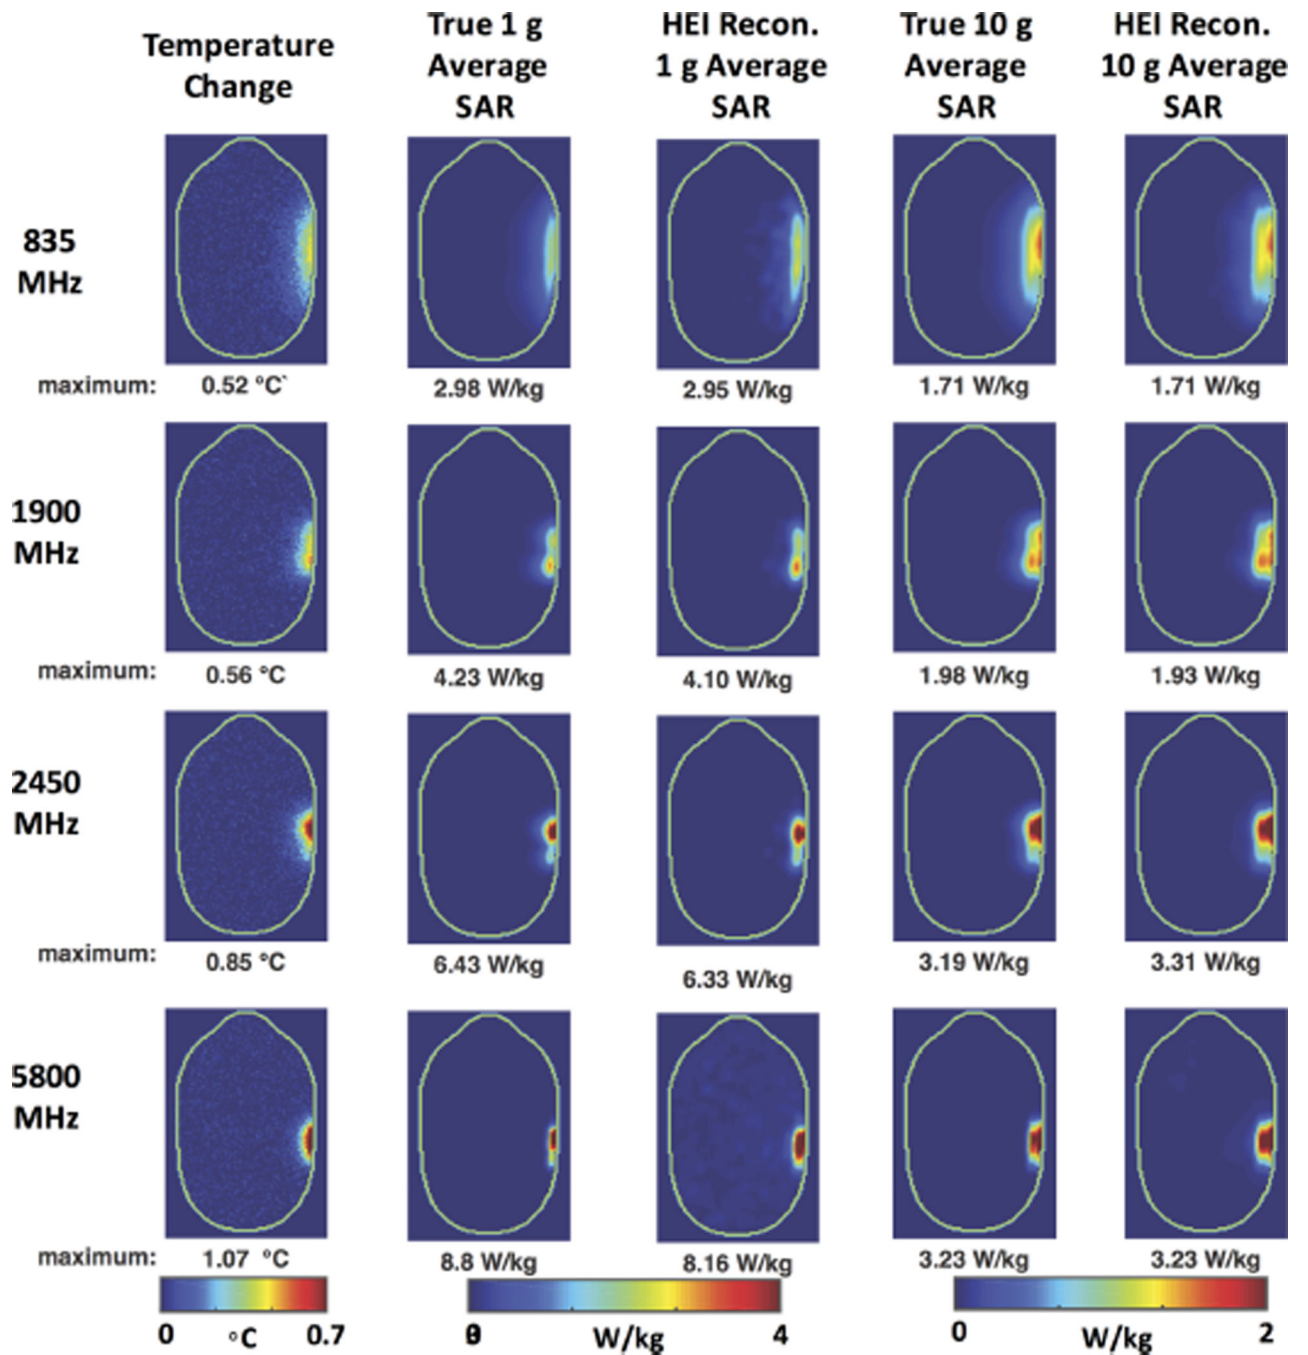 Temperature
Change
True 1 g
Average
SAR
HEI Recon.
1 g Average
SAR
True 10 g
Average
SAR
HEI Recon.
10 g Average
SAR
835
MHz
maximum: 0.52 °C` 2.98 W/kg 2.95 W/kg 1.71 W/kg 1.71 W/kg
1900
MHz
maximum: 0.56 °C 4.23 W/kg 4.10 W/kg 1.98 W/kg 1.93 W/kg
2450
MHz
maximum: 0.85 °C 6.43 W/kg 6.33 W/kg 3.19 W/kg 3.31 W/kg
5800
MHz
maximum: 1.07 °C 8.8 W/kg 8.16 W/kg 3.23 W/kg 3.23 W/kg
0 °C 0.7
W/kg 4
0 W/kg 2